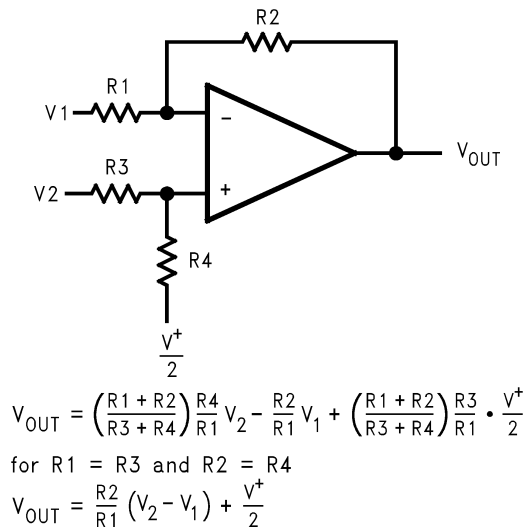 R2
R1
V1
−
R3
V2
+
VOUT
R4
V+/2
VOUT = ((R1 + R2)/(R3 + R4)) R4/R1 V2 − R2/R1 V1 + ((R1 + R2)/(R3 + R4)) R3/R1 • V+/2
for R1 = R3 and R2 = R4
VOUT = R2/R1 (V2 − V1) + V+/2